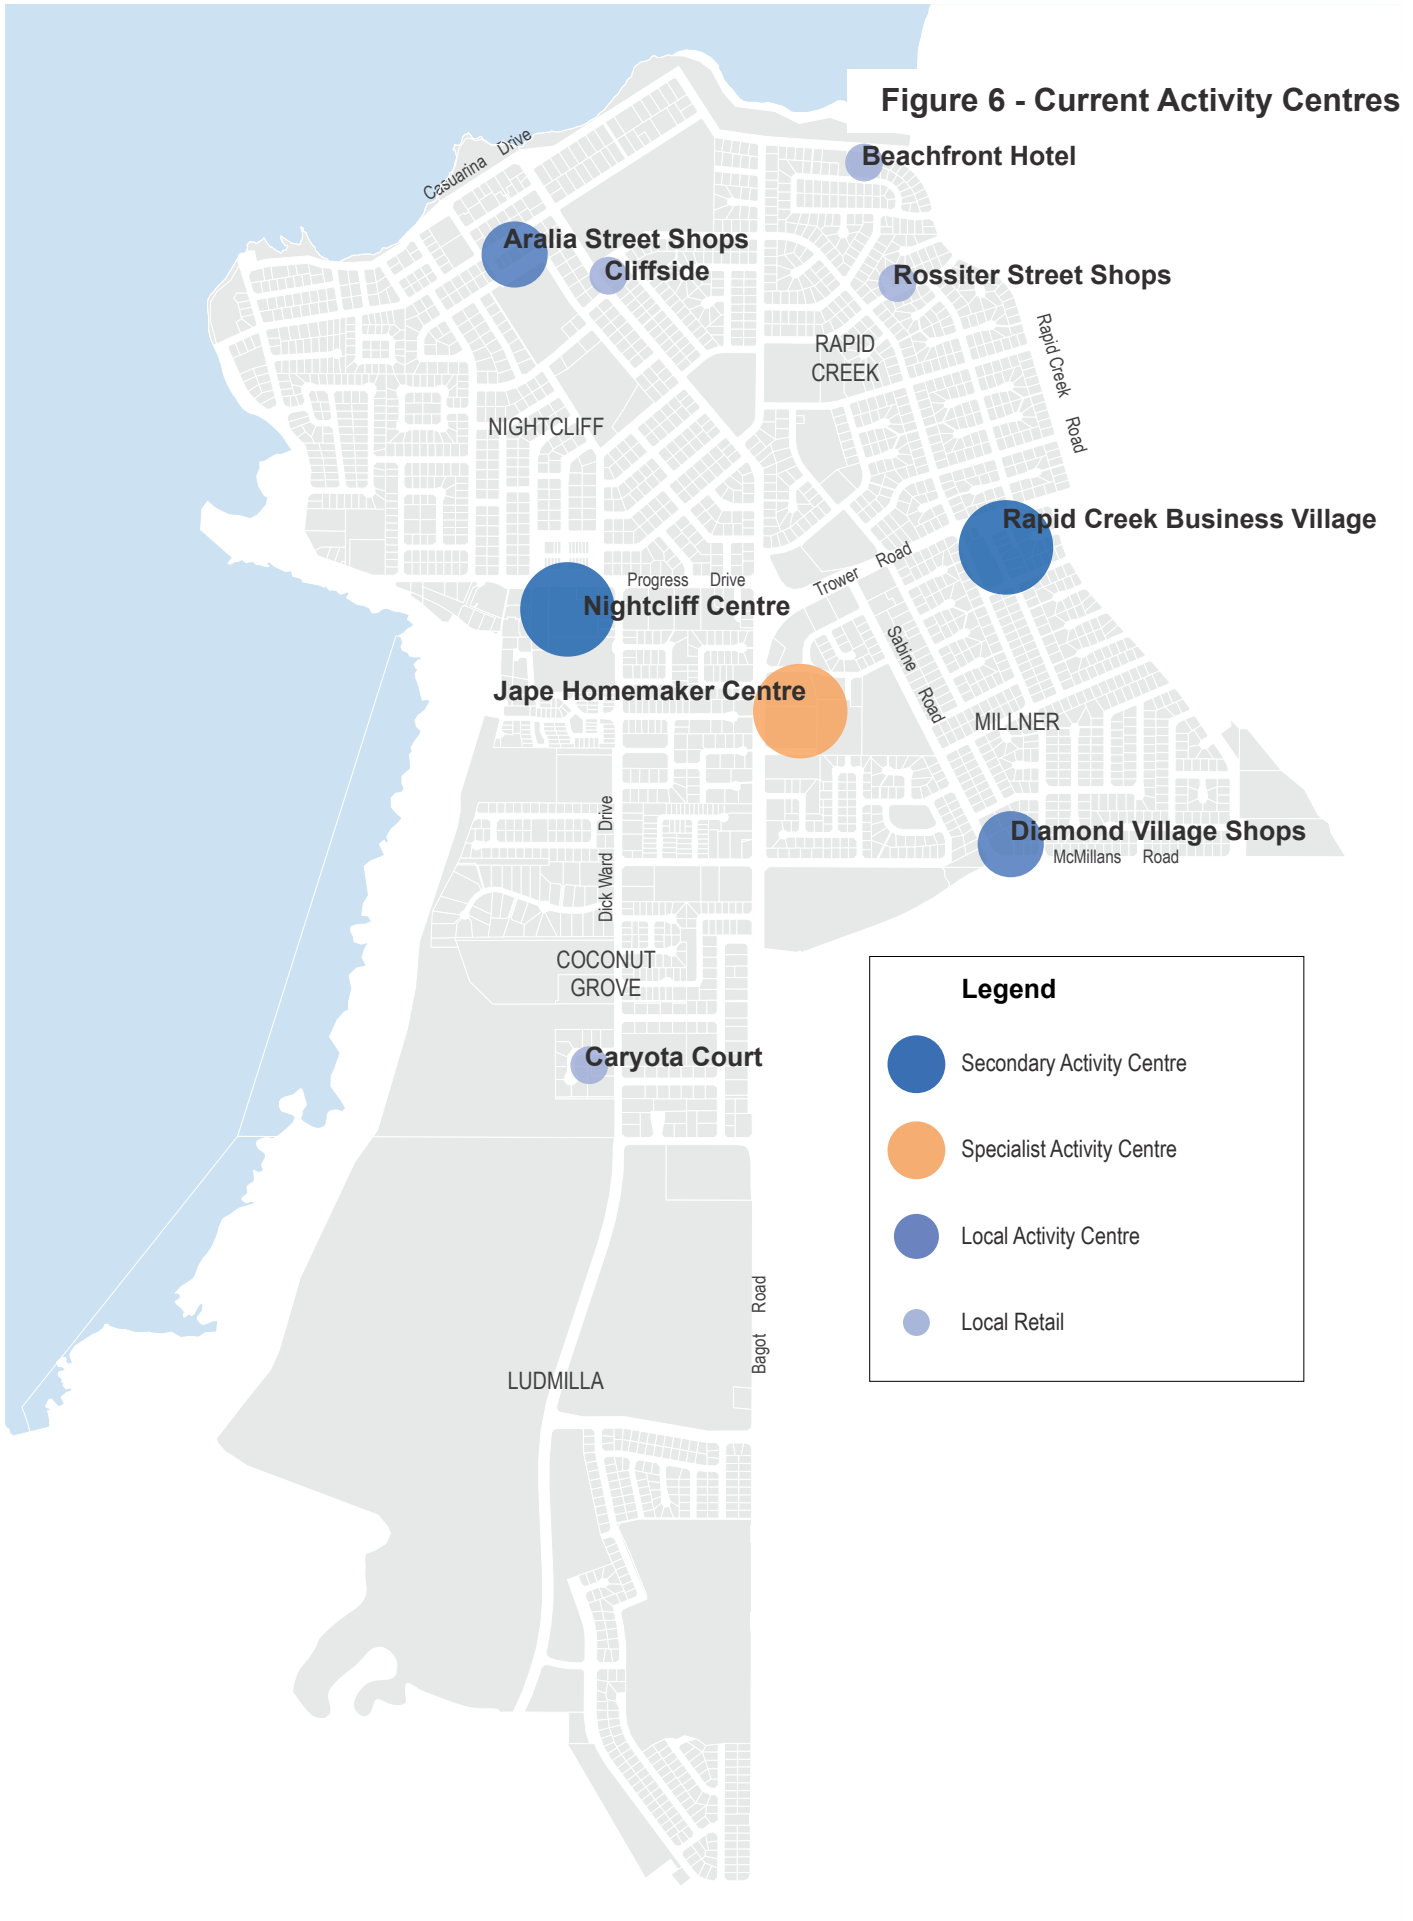 Figure 6 - Current Activity Centres
Casuarina Drive
Beachfront Hotel
Aralia Street Shops
Cliffside
Rossiter Street Shops
RAPID
CREEK
Rapid Creek Road
NIGHTCLIFF
Rapid Creek Business Village
Trower Road
Progress Drive
Nightcliff Centre
Sabine Road
Jape Homemaker Centre
MILLNER
Dick Ward Drive
Diamond Village Shops
McMillans Road
COCONUT
GROVE
Caryota Court
Legend
Secondary Activity Centre
Specialist Activity Centre
Local Activity Centre
Local Retail
Bagot Road
LUDMILLA